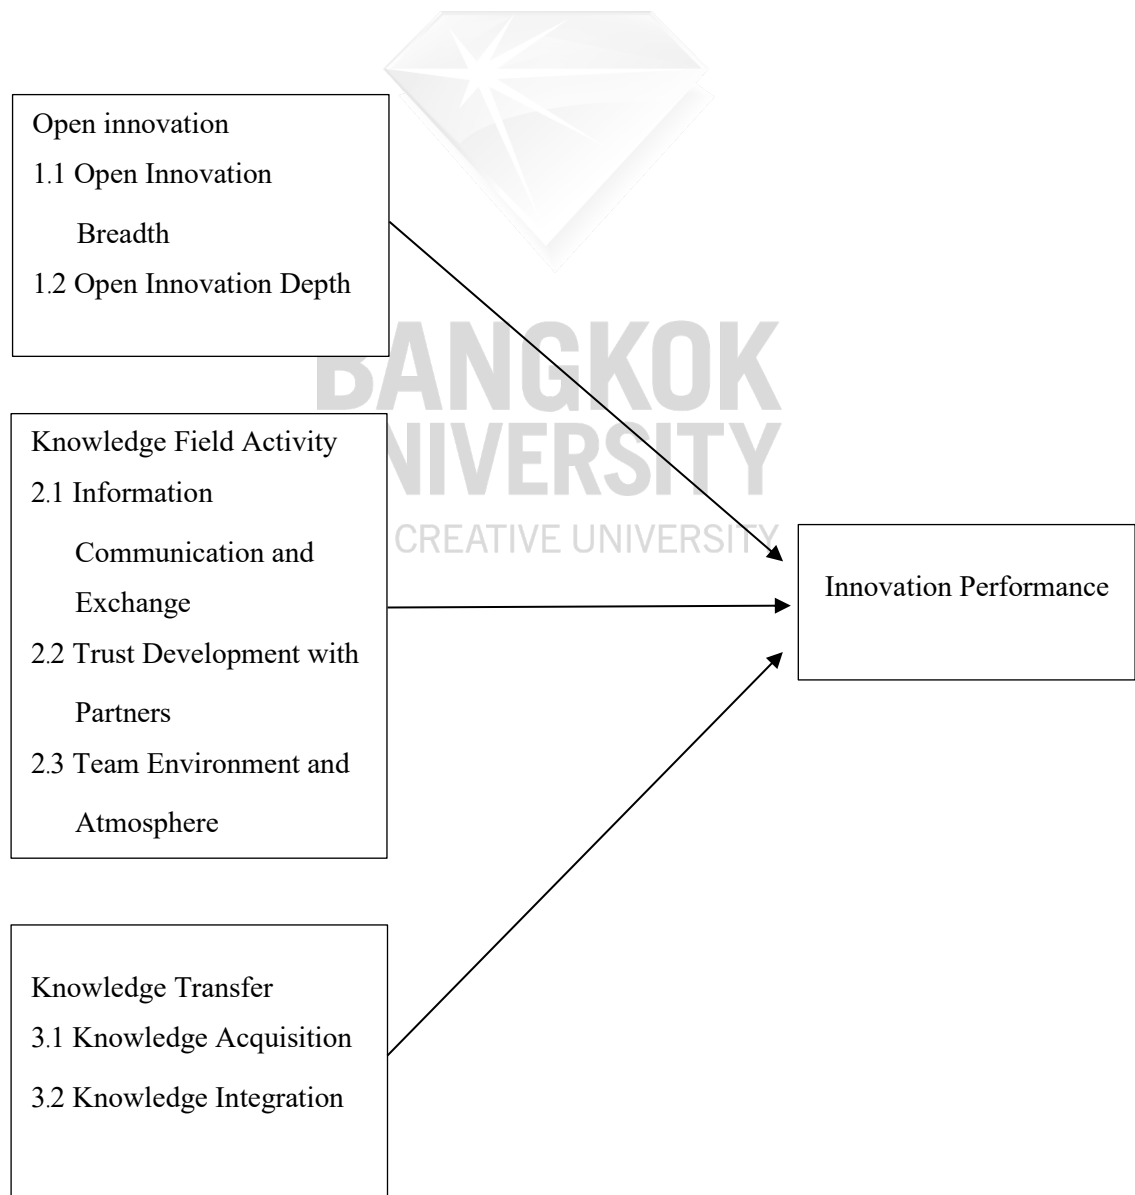 Open innovation
1.1 Open Innovation
Breadth
1.2 Open Innovation Depth
BANGKOK
UNIVERSITY
CREATIVE UNIVERSITY
Knowledge Field Activity
2.1 Information
Communication and
Exchange
2.2 Trust Development with
Partners
2.3 Team Environment and
Atmosphere
Innovation Performance
Knowledge Transfer
3.1 Knowledge Acquisition
3.2 Knowledge Integration